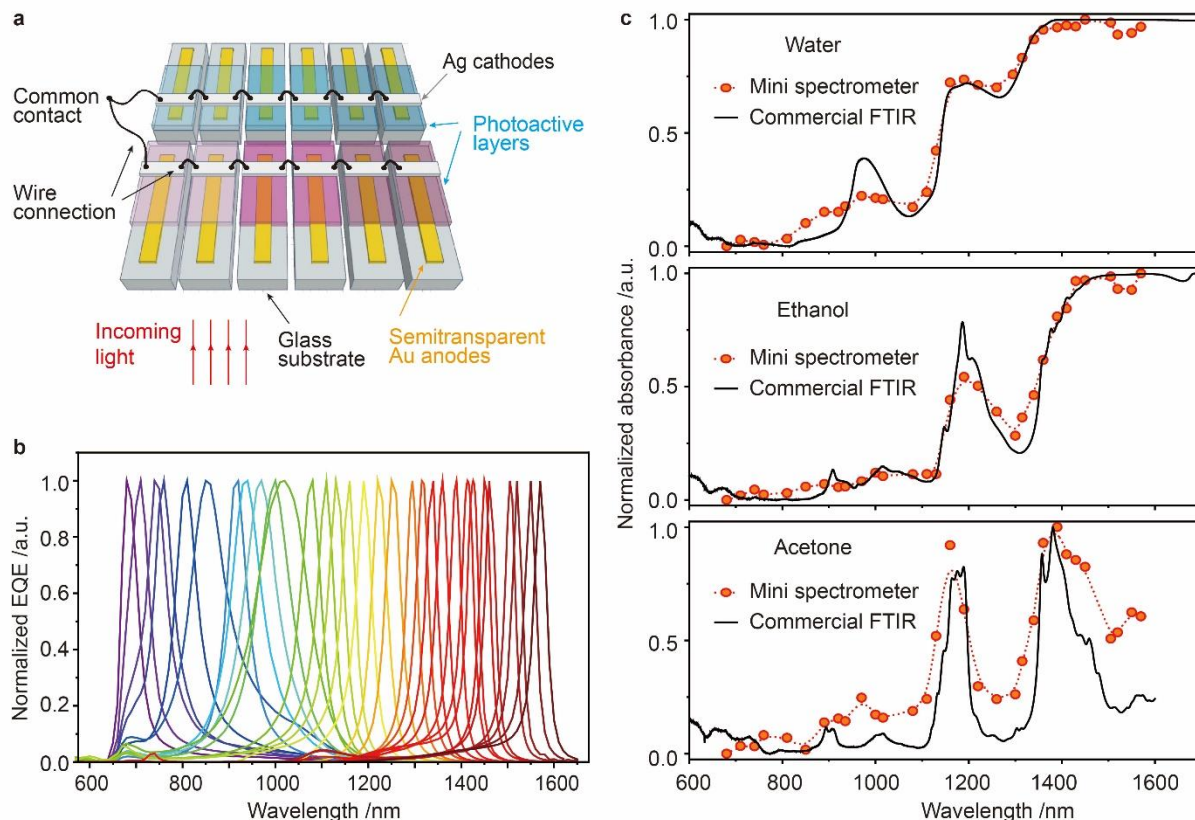 a
Ag cathodes
Common
contact
Photoactive
layers
Wire
connection
Incoming
light
Glass
substrate
Semitransparent
Au anodes
b
Normalized EQE /a.u.
1.0
0.8
0.6
0.4
0.2
0.0
600 800 1000 1200 1400 1600
Wavelength /nm
c
Normalized absorbance /a.u.
1.0
Water
Mini spectrometer
Commercial FTIR
0.5
0.0
1.0
Ethanol
Mini spectrometer
Commercial FTIR
0.5
0.0
1.0
Acetone
Mini spectrometer
Commercial FTIR
0.5
0.0
600 800 1000 1200 1400 1600
Wavelength /nm